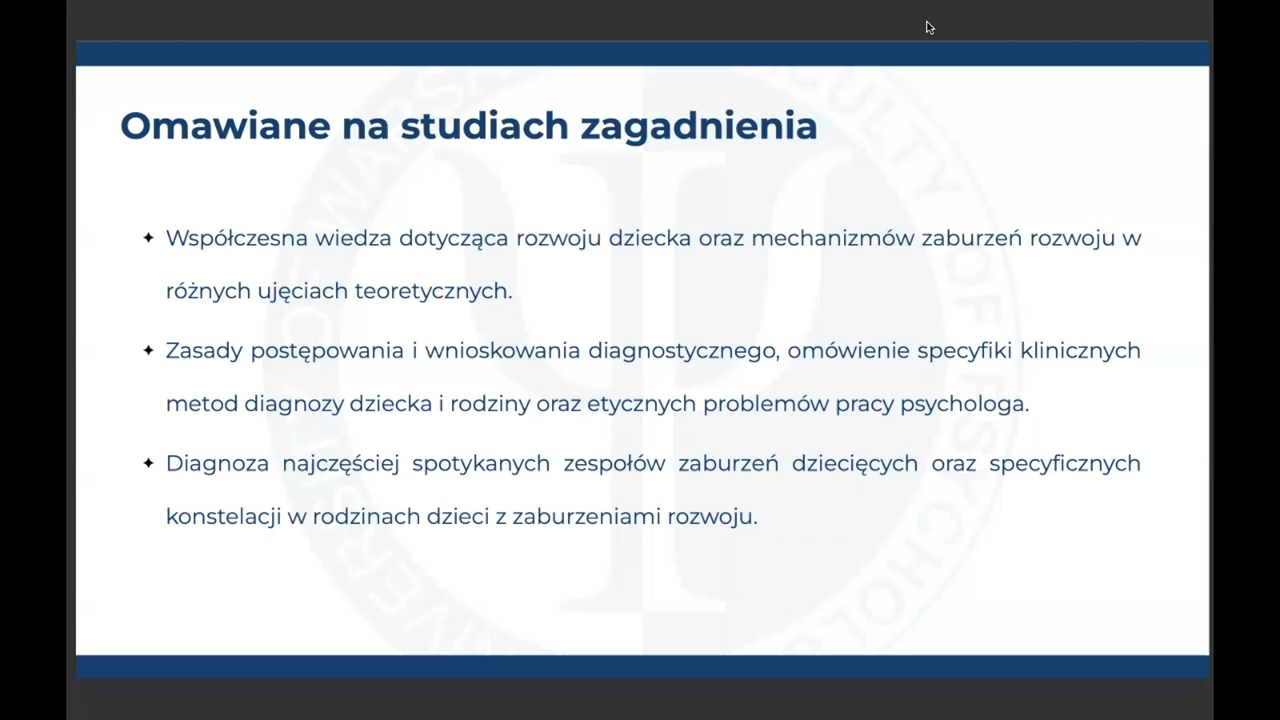 Omawiane na studiach zagadnienia
✦ Współczesna wiedza dotycząca rozwoju dziecka oraz mechanizmów zaburzeń rozwoju w
różnych ujęciach teoretycznych.
✦ Zasady postępowania i wnioskowania diagnostycznego, omówienie specyfiki klinicznych
metod diagnozy dziecka i rodziny oraz etycznych problemów pracy psychologa.
✦ Diagnoza najczęściej spotykanych zespołów zaburzeń dziecięcych oraz specyficznych
konstelacji w rodzinach dzieci z zaburzeniami rozwoju.